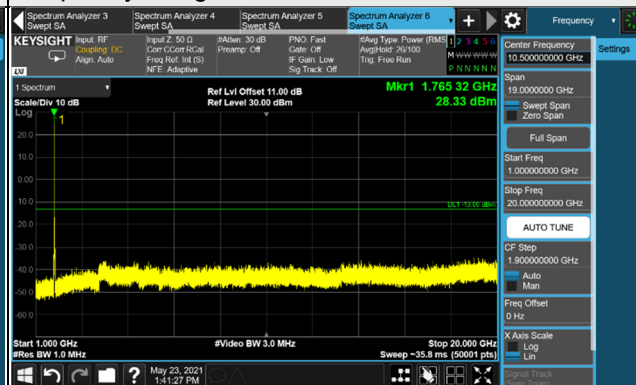 Spectrum Analyzer 3
Swept SA
Spectrum Analyzer 4
Swept SA
Spectrum Analyzer 5
Swept SA
Spectrum Analyzer 6
Swept SA
Frequency
KEYSIGHT
Input: RF
Coupling: DC
Align: Auto
Input Z: 50 Ω
Corr CCorr RCal
Freq Ref: Int (S)
NFE: Adaptive
#Atten: 30 dB
Preamp: Off
PNO: Fast
Gate: Off
IF Gain: Low
Sig Track: Off
#Avg Type: Power (RMS
Avg|Hold: 26/100
Trig: Free Run
1 2 3 4 5 6
M W W W W W
P N N N N N
LXI
1 Spectrum
Scale/Div 10 dB
Log
Ref Lvl Offset 11.00 dB
Ref Level 30.00 dBm
Mkr1 1.765 32 GHz
28.33 dBm
1
20.0
10.0
0.00
-10.0
-20.0
-30.0
-40.0
-50.0
-60.0
DL1 -13.00 dBm
Start 1.000 GHz
#Res BW 1.0 MHz
#Video BW 3.0 MHz
Stop 20.000 GHz
Sweep ~35.8 ms (50001 pts)
May 23, 2021
1:41:27 PM
Center Frequency
10.500000000 GHz
Settings
Span
19.0000000 GHz
Swept Span
Zero Span
Full Span
Start Freq
1.000000000 GHz
Stop Freq
20.000000000 GHz
AUTO TUNE
CF Step
1.900000000 GHz
Auto
Man
Freq Offset
0 Hz
X Axis Scale
Log
Lin
Signal Track
(Span Zoom)